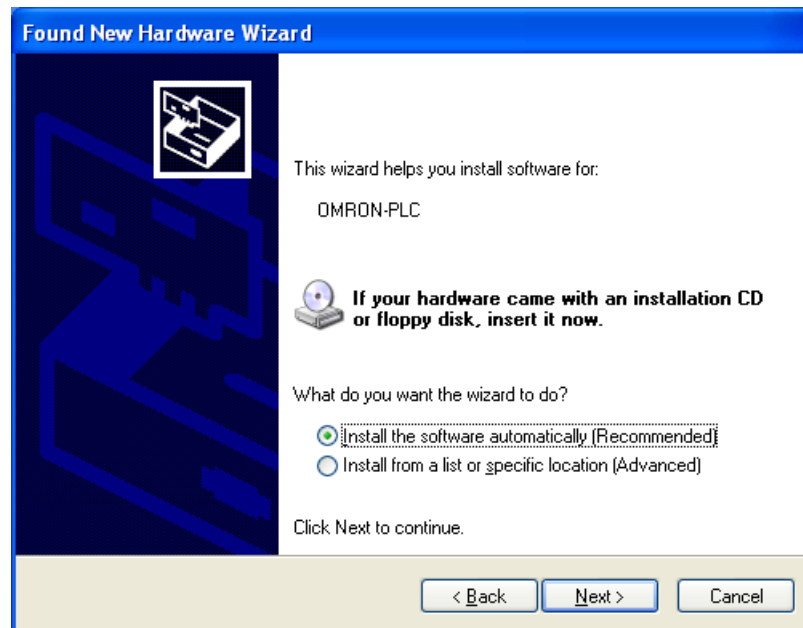 Found New Hardware Wizard
This wizard helps you install software for:
OMRON-PLC
If your hardware came with an installation CD
or floppy disk, insert it now.
What do you want the wizard to do?
Install the software automatically (Recommended)
Install from a list or specific location (Advanced)
Click Next to continue.
< Back Next > Cancel